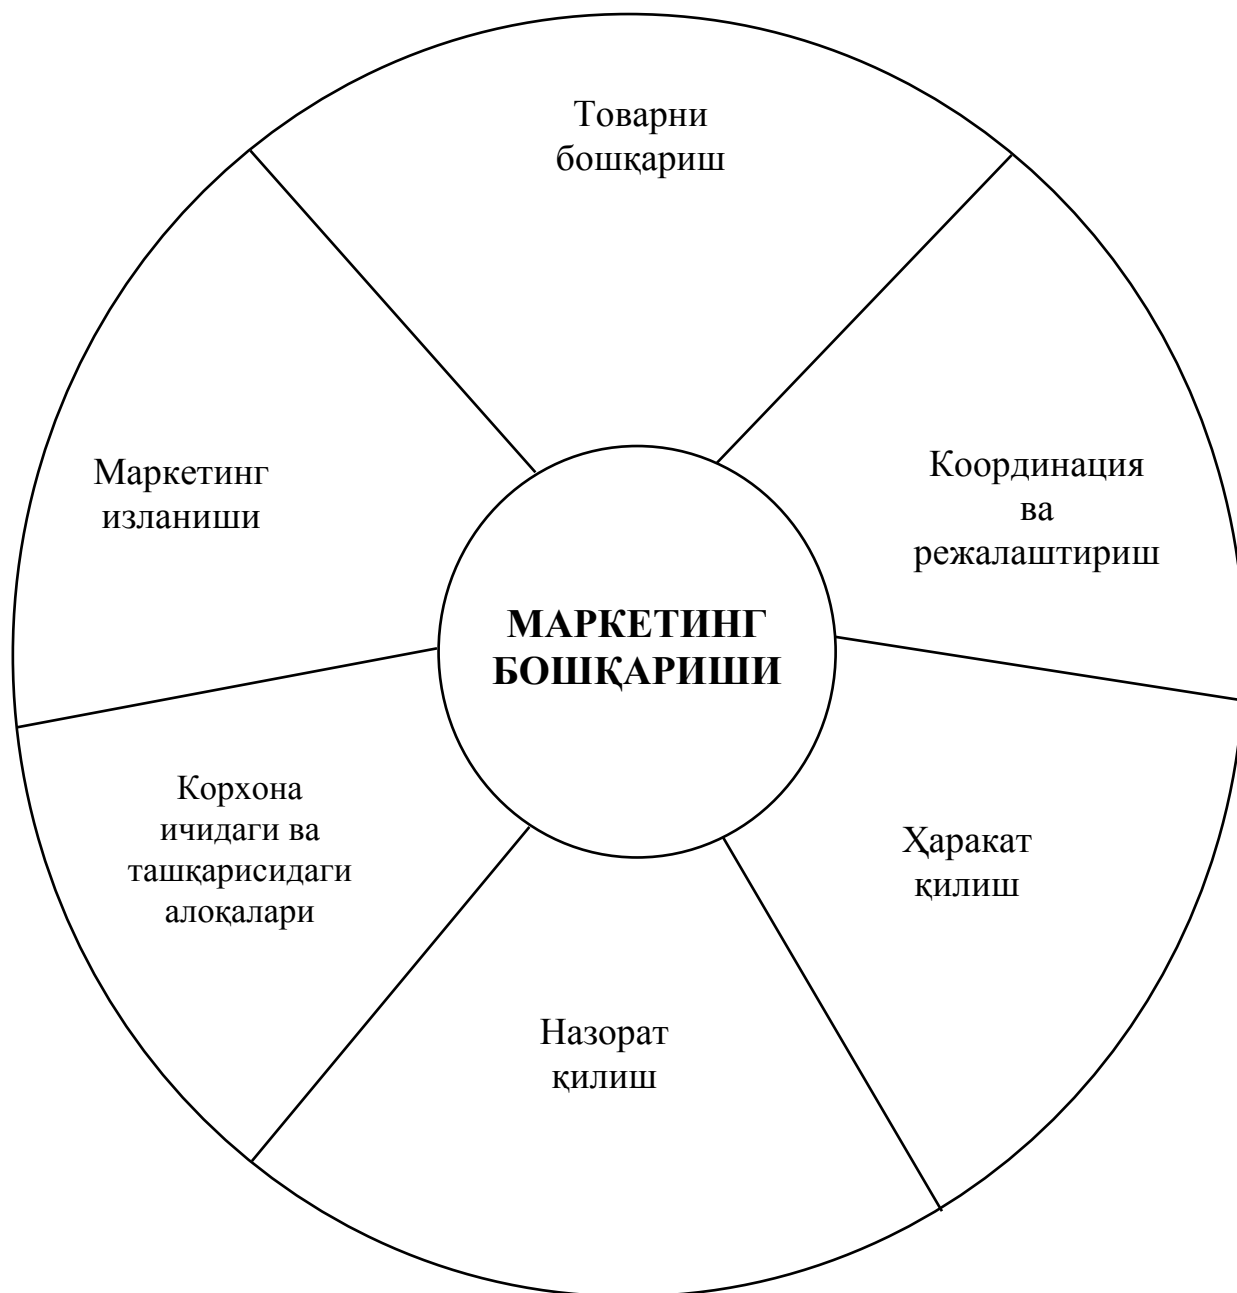 Товарни
бошқариш
Маркетинг
изланиши
Координация
ва
режалаштириш
МАРКЕТИНГ
БОШҚАРИШИ
Корхона
ичидаги ва
ташқарисидаги
алоқалари
Ҳаракат
қилиш
Назорат
қилиш